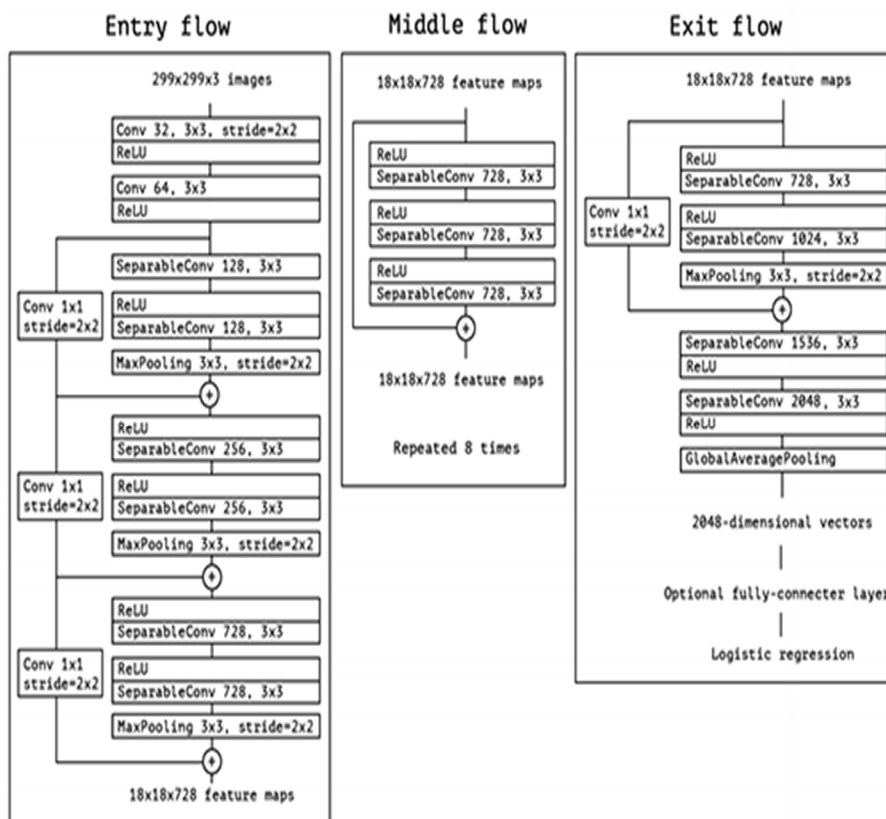 Entry flow
299x299x3 images
Conv 32, 3x3, stride=2x2
ReLU
Conv 64, 3x3
ReLU
SeparableConv 128, 3x3
Conv 1x1
stride=2x2
ReLU
SeparableConv 128, 3x3
MaxPooling 3x3, stride=2x2
+
ReLU
SeparableConv 256, 3x3
Conv 1x1
stride=2x2
ReLU
SeparableConv 256, 3x3
MaxPooling 3x3, stride=2x2
+
ReLU
SeparableConv 728, 3x3
Conv 1x1
stride=2x2
ReLU
SeparableConv 728, 3x3
MaxPooling 3x3, stride=2x2
+
18x18x728 feature maps
Middle flow
18x18x728 feature maps
ReLU
SeparableConv 728, 3x3
ReLU
SeparableConv 728, 3x3
ReLU
SeparableConv 728, 3x3
+
18x18x728 feature maps
Repeated 8 times
Exit flow
18x18x728 feature maps
ReLU
SeparableConv 728, 3x3
Conv 1x1
stride=2x2
ReLU
SeparableConv 1024, 3x3
MaxPooling 3x3, stride=2x2
+
SeparableConv 1536, 3x3
ReLU
SeparableConv 2048, 3x3
ReLU
GlobalAveragePooling
2048-dimensional vectors
Optional fully-connecter layer
Logistic regression